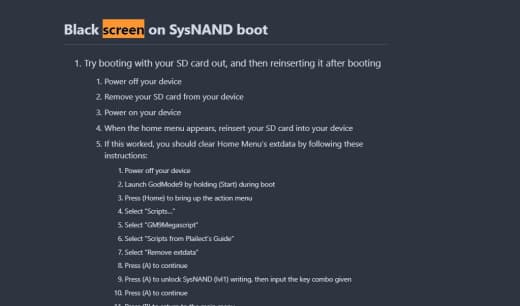 Black screen on SysNAND boot
1. Try booting with your SD card out, and then reinserting it after booting
1. Power off your device
2. Remove your SD card from your device
3. Power on your device
4. When the home menu appears, reinsert your SD card into your device
5. If this worked, you should clear Home Menu's extdata by following these
instructions:
1. Power off your device
2. Launch GodMode9 by holding (Start) during boot
3. Press (Home) to bring up the action menu
4. Select "Scripts..."
5. Select "GM9Megascript"
6. Select "Scripts from Plailect's Guide"
7. Select "Remove extdata"
8. Press (A) to continue
9. Press (A) to unlock SysNAND (lvl1) writing, then input the key combo given
10. Press (A) to continue